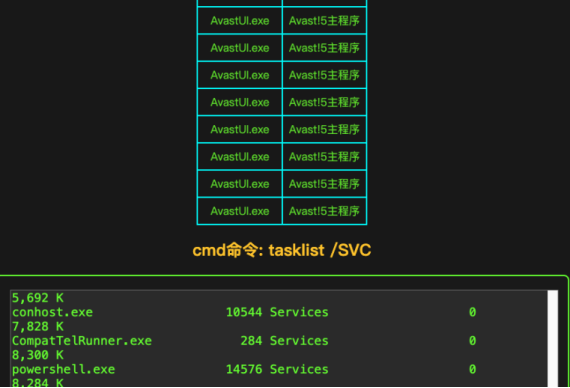 AvastUI.exe Avast!5主程序
AvastUI.exe Avast!5主程序
AvastUI.exe Avast!5主程序
AvastUI.exe Avast!5主程序
AvastUI.exe Avast!5主程序
AvastUI.exe Avast!5主程序
AvastUI.exe Avast!5主程序
AvastUI.exe Avast!5主程序
cmd命令: tasklist /SVC
5,692 K
conhost.exe 10544 Services 0
7,828 K
CompatTelRunner.exe 284 Services 0
8,300 K
powershell.exe 14576 Services 0
8,284 K